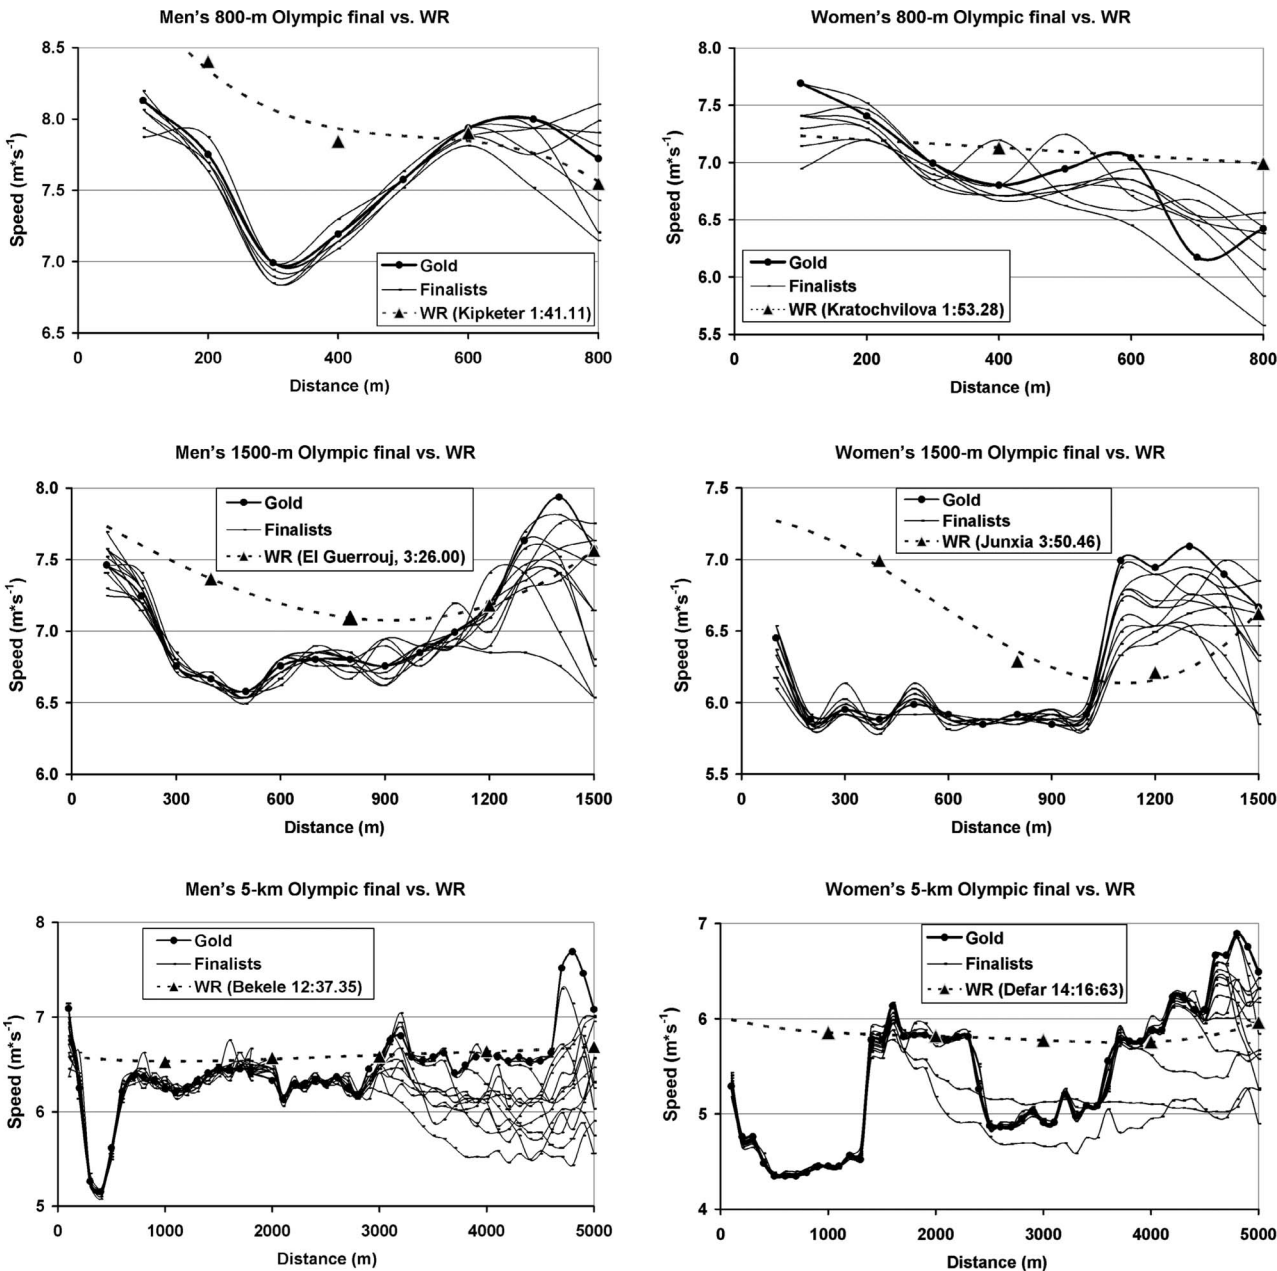 Men's 800-m Olympic final vs. WR
8.5
8.0
7.5
7.0
6.5
Speed (m*s-1)
Gold
Finalists
WR (Kipketer 1:41.11)
0 200 400 600 800
Distance (m)
Women's 800-m Olympic final vs. WR
8.0
7.5
7.0
6.5
6.0
5.5
Speed (m*s-1)
Gold
Finalists
WR (Kratochvilova 1:53.28)
0 200 400 600 800
Distance (m)
Men's 1500-m Olympic final vs. WR
8.0
7.5
7.0
6.5
6.0
Speed (m*s-1)
Gold
Finalists
WR (El Guerrouj, 3:26.00)
0 300 600 900 1200 1500
Distance (m)
Women's 1500-m Olympic final vs. WR
7.5
7.0
6.5
6.0
5.5
Speed (m*s-1)
Gold
Finalists
WR (Junxia 3:50.46)
0 300 600 900 1200 1500
Distance (m)
Men's 5-km Olympic final vs. WR
8
7
6
5
Speed (m*s-1)
Gold
Finalists
WR (Bekele 12:37.35)
0 1000 2000 3000 4000 5000
Distance (m)
Women's 5-km Olympic final vs. WR
7
6
5
4
Speed (m*s-1)
Gold
Finalists
WR (Defar 14:16:63)
0 1000 2000 3000 4000 5000
Distance (m)